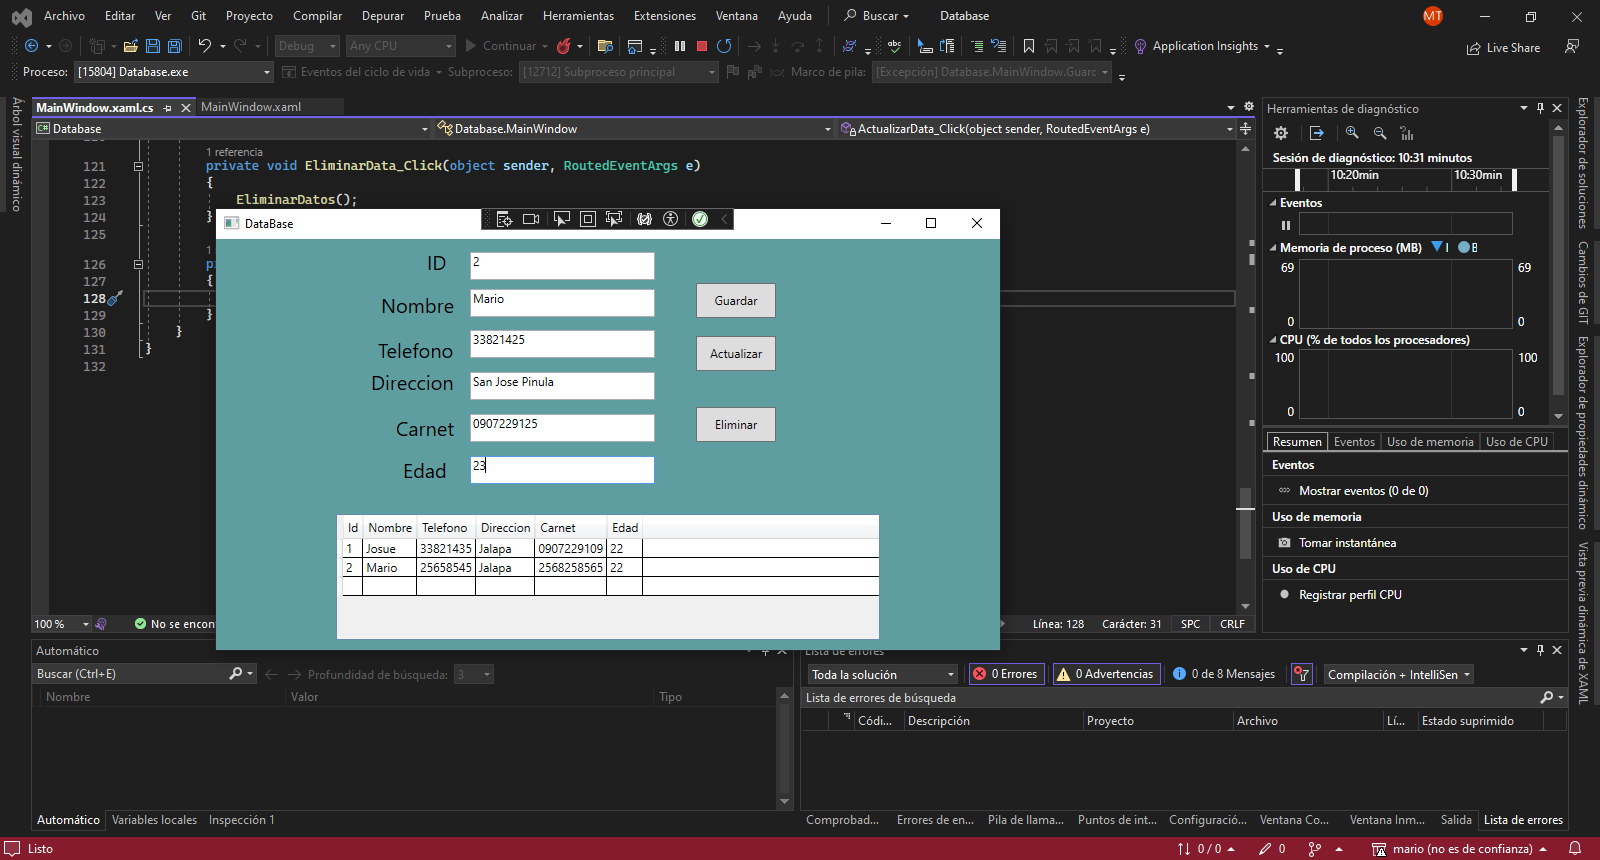 Archivo Editar Ver Git Proyecto Compilar Depurar Prueba Analizar Herramientas Extensiones Ventana Ayuda Buscar Database MT
Debug Any CPU Continuar Application Insights Live Share
Proceso: [15804] Database.exe Eventos del ciclo de vida Subproceso: [12712] Subproceso principal Marco de pila: [Excepción] Database.MainWindow.Guarc
Árbol visual dinámico
MainWindow.xaml.cs MainWindow.xaml
Database Database.MainWindow ActualizarData_Click(object sender, RoutedEventArgs e)
1 referencia
121 private void EliminarData_Click(object sender, RoutedEventArgs e)
122 {
123 EliminarDatos();
124 }
125
126
127 {
128
129 }
130 }
131 }
132
DataBase
ID 2
Nombre Mario
Guardar
Telefono 33821425
Actualizar
Direccion San Jose Pinula
Carnet 0907229125
Eliminar
Edad 23
Id Nombre Telefono Direccion Carnet Edad
1 Josue 33821435 Jalapa 0907229109 22
2 Mario 25658545 Jalapa 2568258565 22
100 % No se encon Línea: 128 Carácter: 31 SPC CRLF
Herramientas de diagnóstico
Sesión de diagnóstico: 10:31 minutos
10:20min 10:30min
Eventos
Memoria de proceso (MB) I B
69 69
0 0
CPU (% de todos los procesadores)
100 100
0 0
Resumen Eventos Uso de memoria Uso de CPU
Eventos
Mostrar eventos (0 de 0)
Uso de memoria
Tomar instantánea
Uso de CPU
Registrar perfil CPU
Explorador de soluciones
Cambios de GIT
Explorador de propiedades dinámico
Vista previa dinámica de XAML
Automático
Buscar (Ctrl+E) Profundidad de búsqueda: 3
Nombre Valor Tipo
Automático Variables locales Inspección 1
Lista de errores
Toda la solución 0 Errores 0 Advertencias 0 de 8 Mensajes Compilación + IntelliSen
Lista de errores de búsqueda
Códi... Descripción Proyecto Archivo Lí... Estado suprimido
Comprobad... Errores de en... Pila de llama... Puntos de int... Configuració... Ventana Co... Ventana Inm... Salida Lista de errores
Listo 0 / 0 0 mario (no es de confianza)